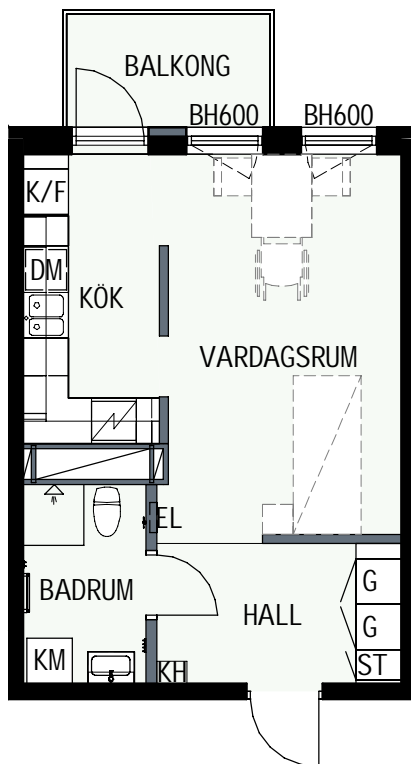 BALKONG
BH600 BH600
K/F
DM
KÖK
VARDAGSRUM
EL
BADRUM
HALL
G
G
KM
KH
ST